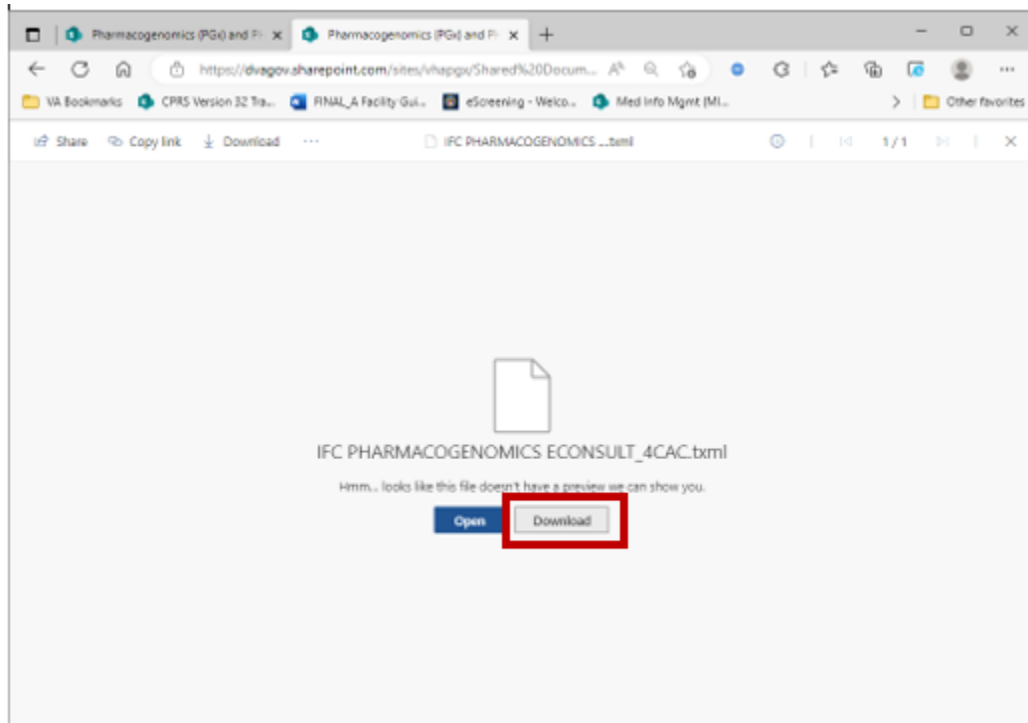 Pharmacogenomics (PGx) and Ph
Pharmacogenomics (PGx) and Ph
https://dvagov.sharepoint.com/sites/vhapgx/Shared%20Docum...
VA Bookmarks
CPRS Version 32 Tra...
FINAL_A Facility Gui...
eScreening - Welco...
Med Info Mgmt (MI...
Other favorites
Share
Copy link
Download
IFC PHARMACOGENOMICS ....txml
1 / 1
IFC PHARMACOGENOMICS ECONSULT_4CAC.txml
Hmm... looks like this file doesn't have a preview we can show you.
Open
Download